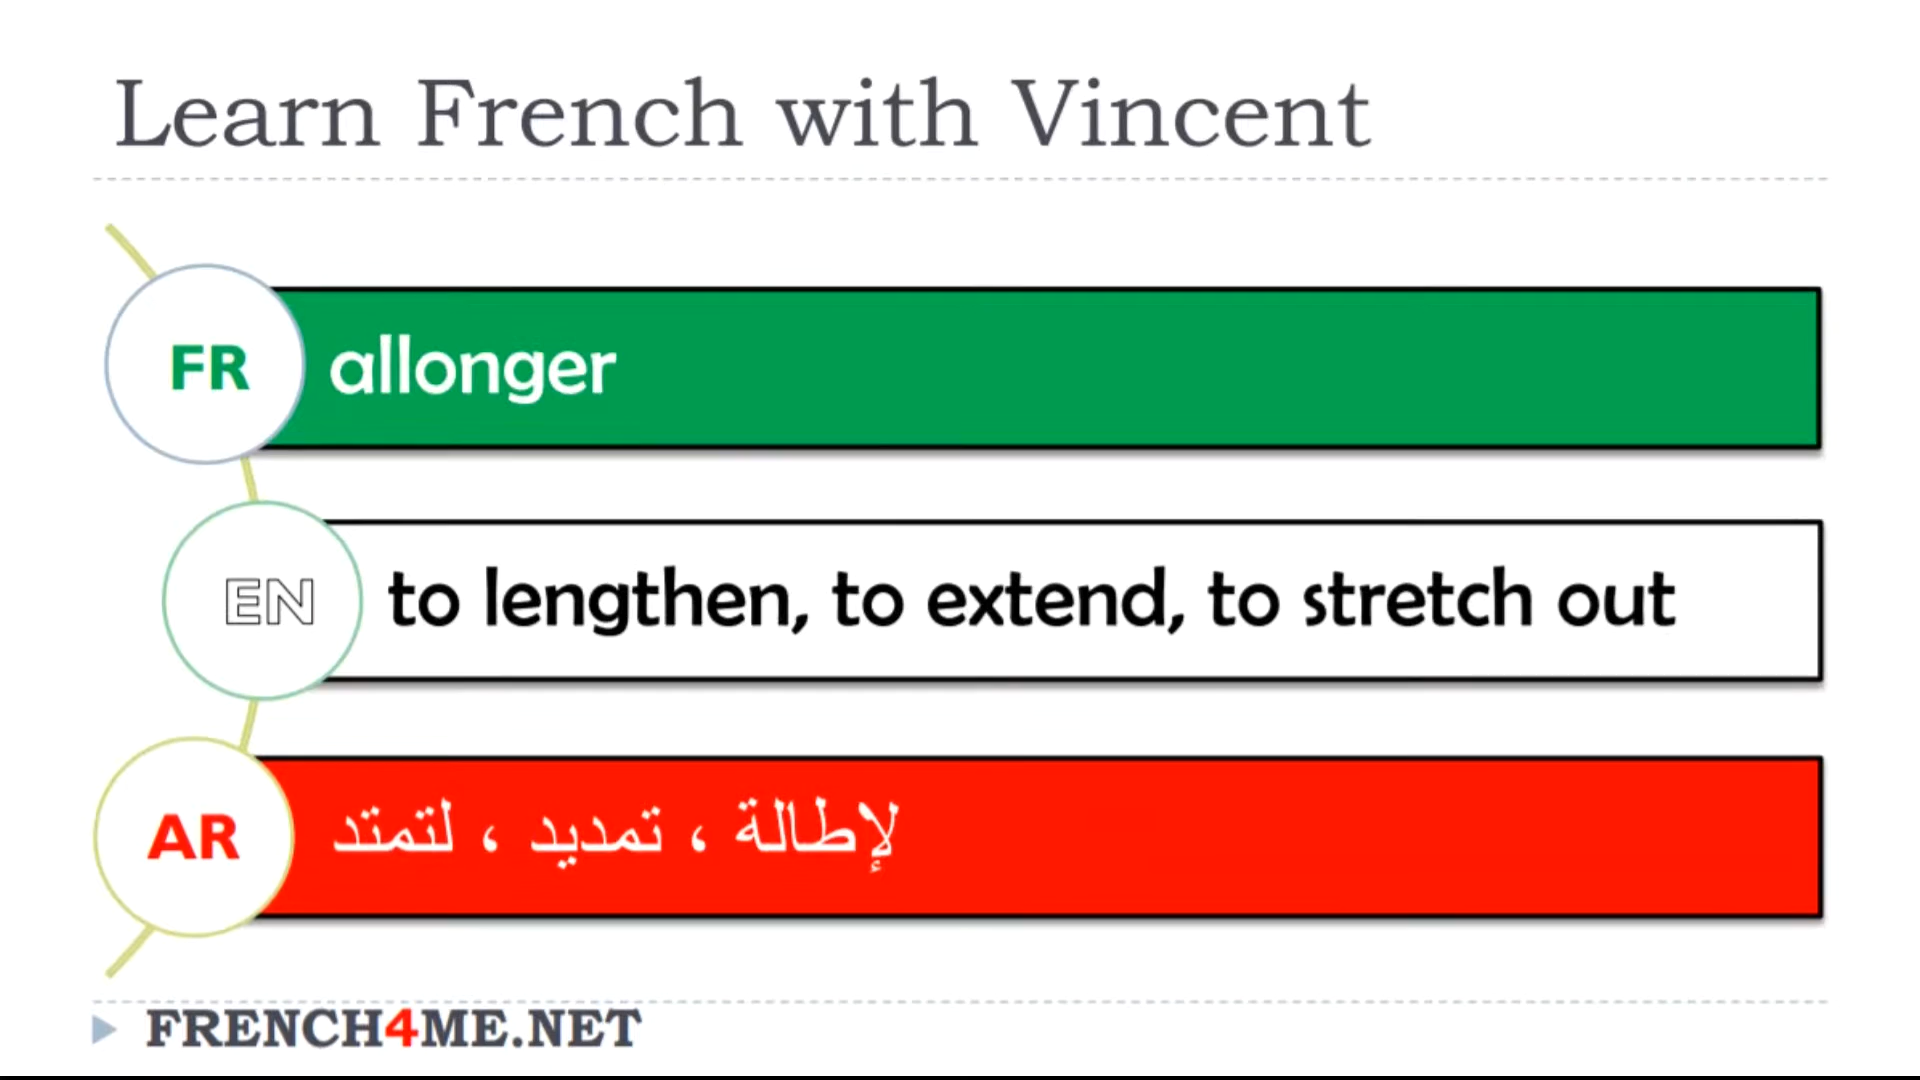 Learn French with Vincent
FR allonger
EN to lengthen, to extend, to stretch out
AR لإطالة ، تمديد ، لتمتد
FRENCH4ME.NET